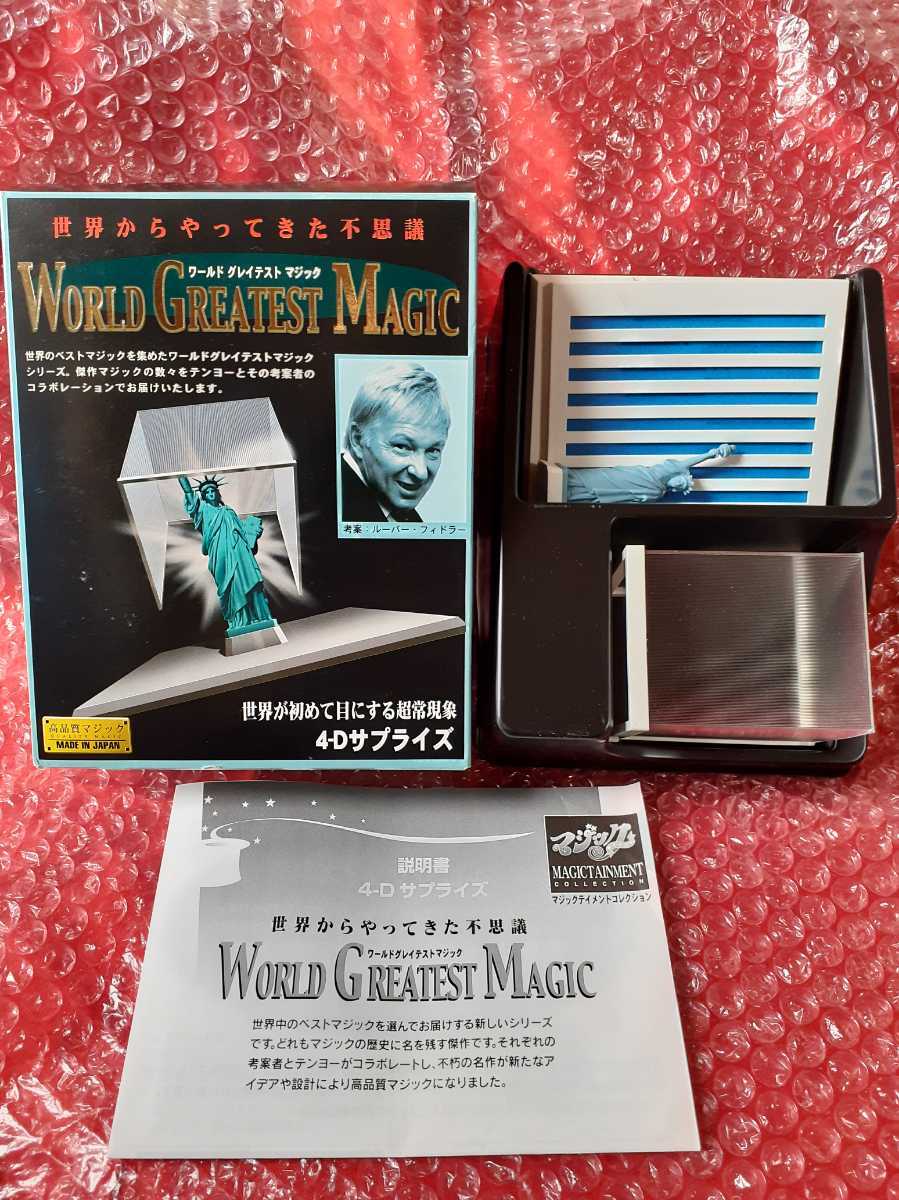 世界からやってきた不思議
ワールド グレイテスト マジック
WORLD GREATEST MAGIC
世界のベストマジックを集めたワールドグレイテストマジック
シリーズ。傑作マジックの数々をテンヨーとその考案者の
コラボレーションでお届けいたします。
考案：ルーバー・フィドラー
世界が初めて目にする超常現象
4-Dサプライズ
高品質マジック
QUALITY MAGIC
MADE IN JAPAN
マジック
MAGICTAINMENT
COLLECTION
マジックテイメントコレクション
説明書
4-D サプライズ
世界からやってきた不思議
ワールドグレイテストマジック
WORLD GREATEST MAGIC
世界中のベストマジックを選んでお届けする新しいシリーズ
です。どれもマジックの歴史に名を残す傑作です。それぞれの
考案者とテンヨーがコラボレートし、不朽の名作が新たなア
イデアや設計により高品質マジックになりました。